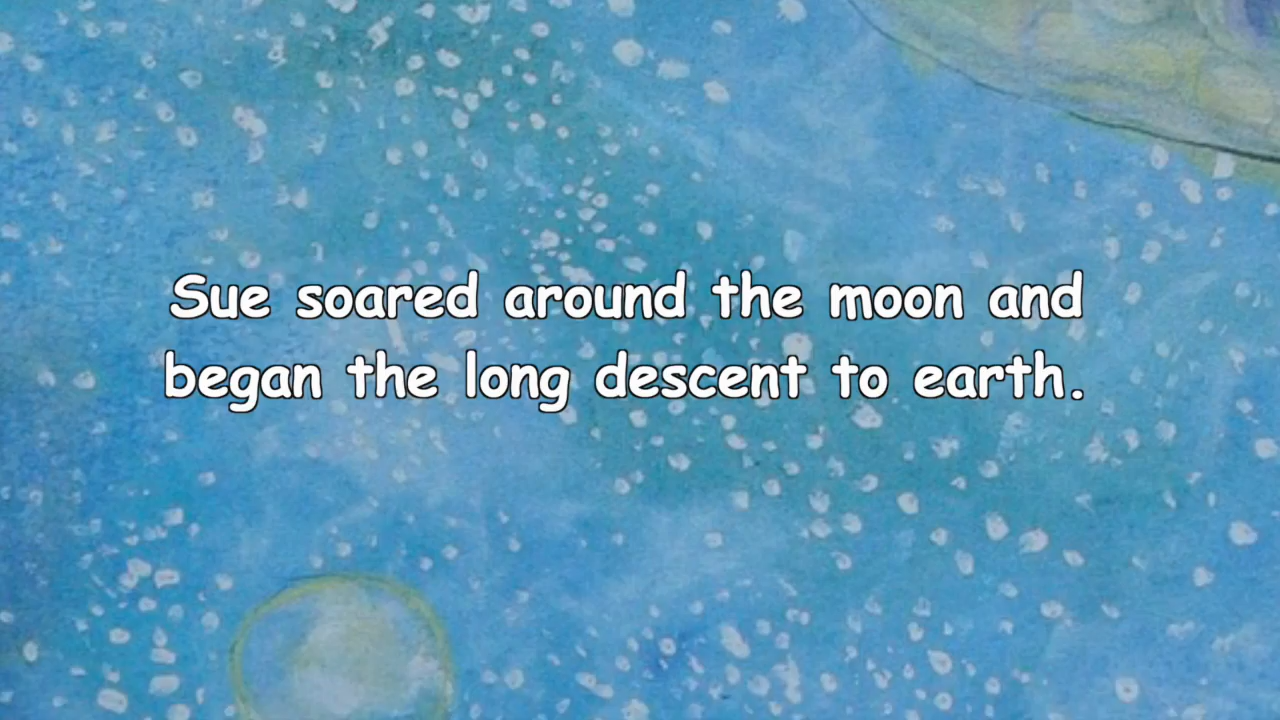 Sue soared around the moon and
began the long descent to earth.